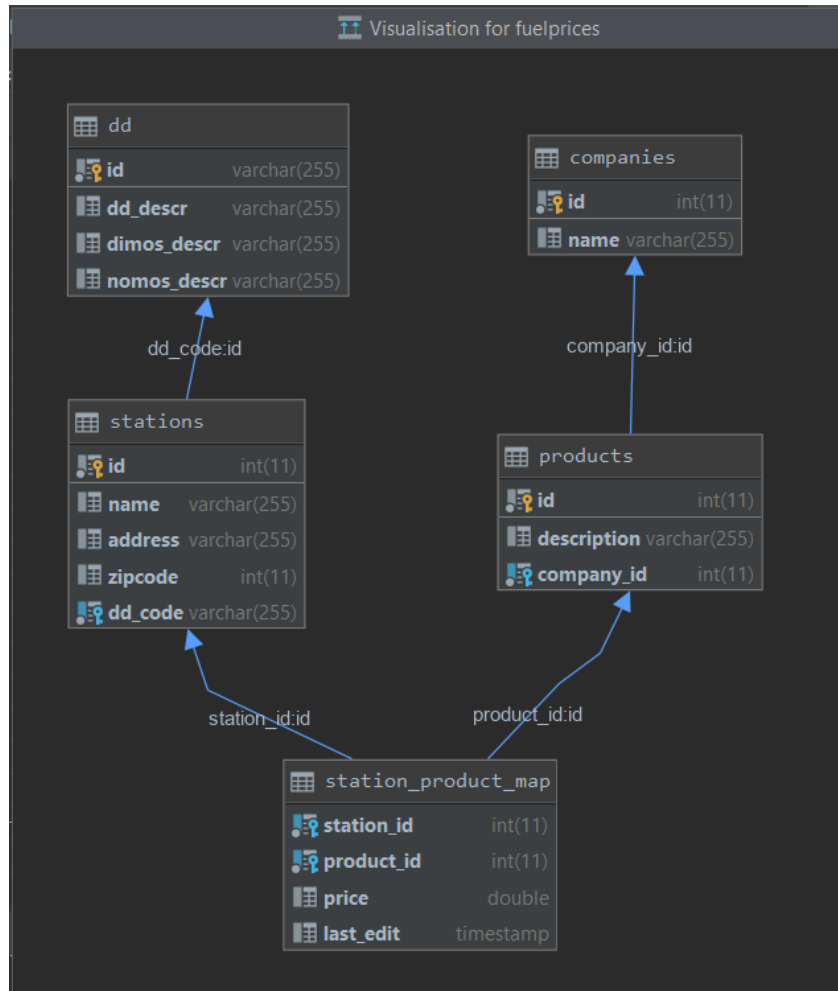 Visualisation for fuelprices
dd
id varchar(255)
dd_descr varchar(255)
dimos_descr varchar(255)
nomos_descr varchar(255)
companies
id int(11)
name varchar(255)
dd_code:id
company_id:id
stations
id int(11)
name varchar(255)
address varchar(255)
zipcode int(11)
dd_code varchar(255)
products
id int(11)
description varchar(255)
company_id int(11)
station_id:id
product_id:id
station_product_map
station_id int(11)
product_id int(11)
price double
last_edit timestamp